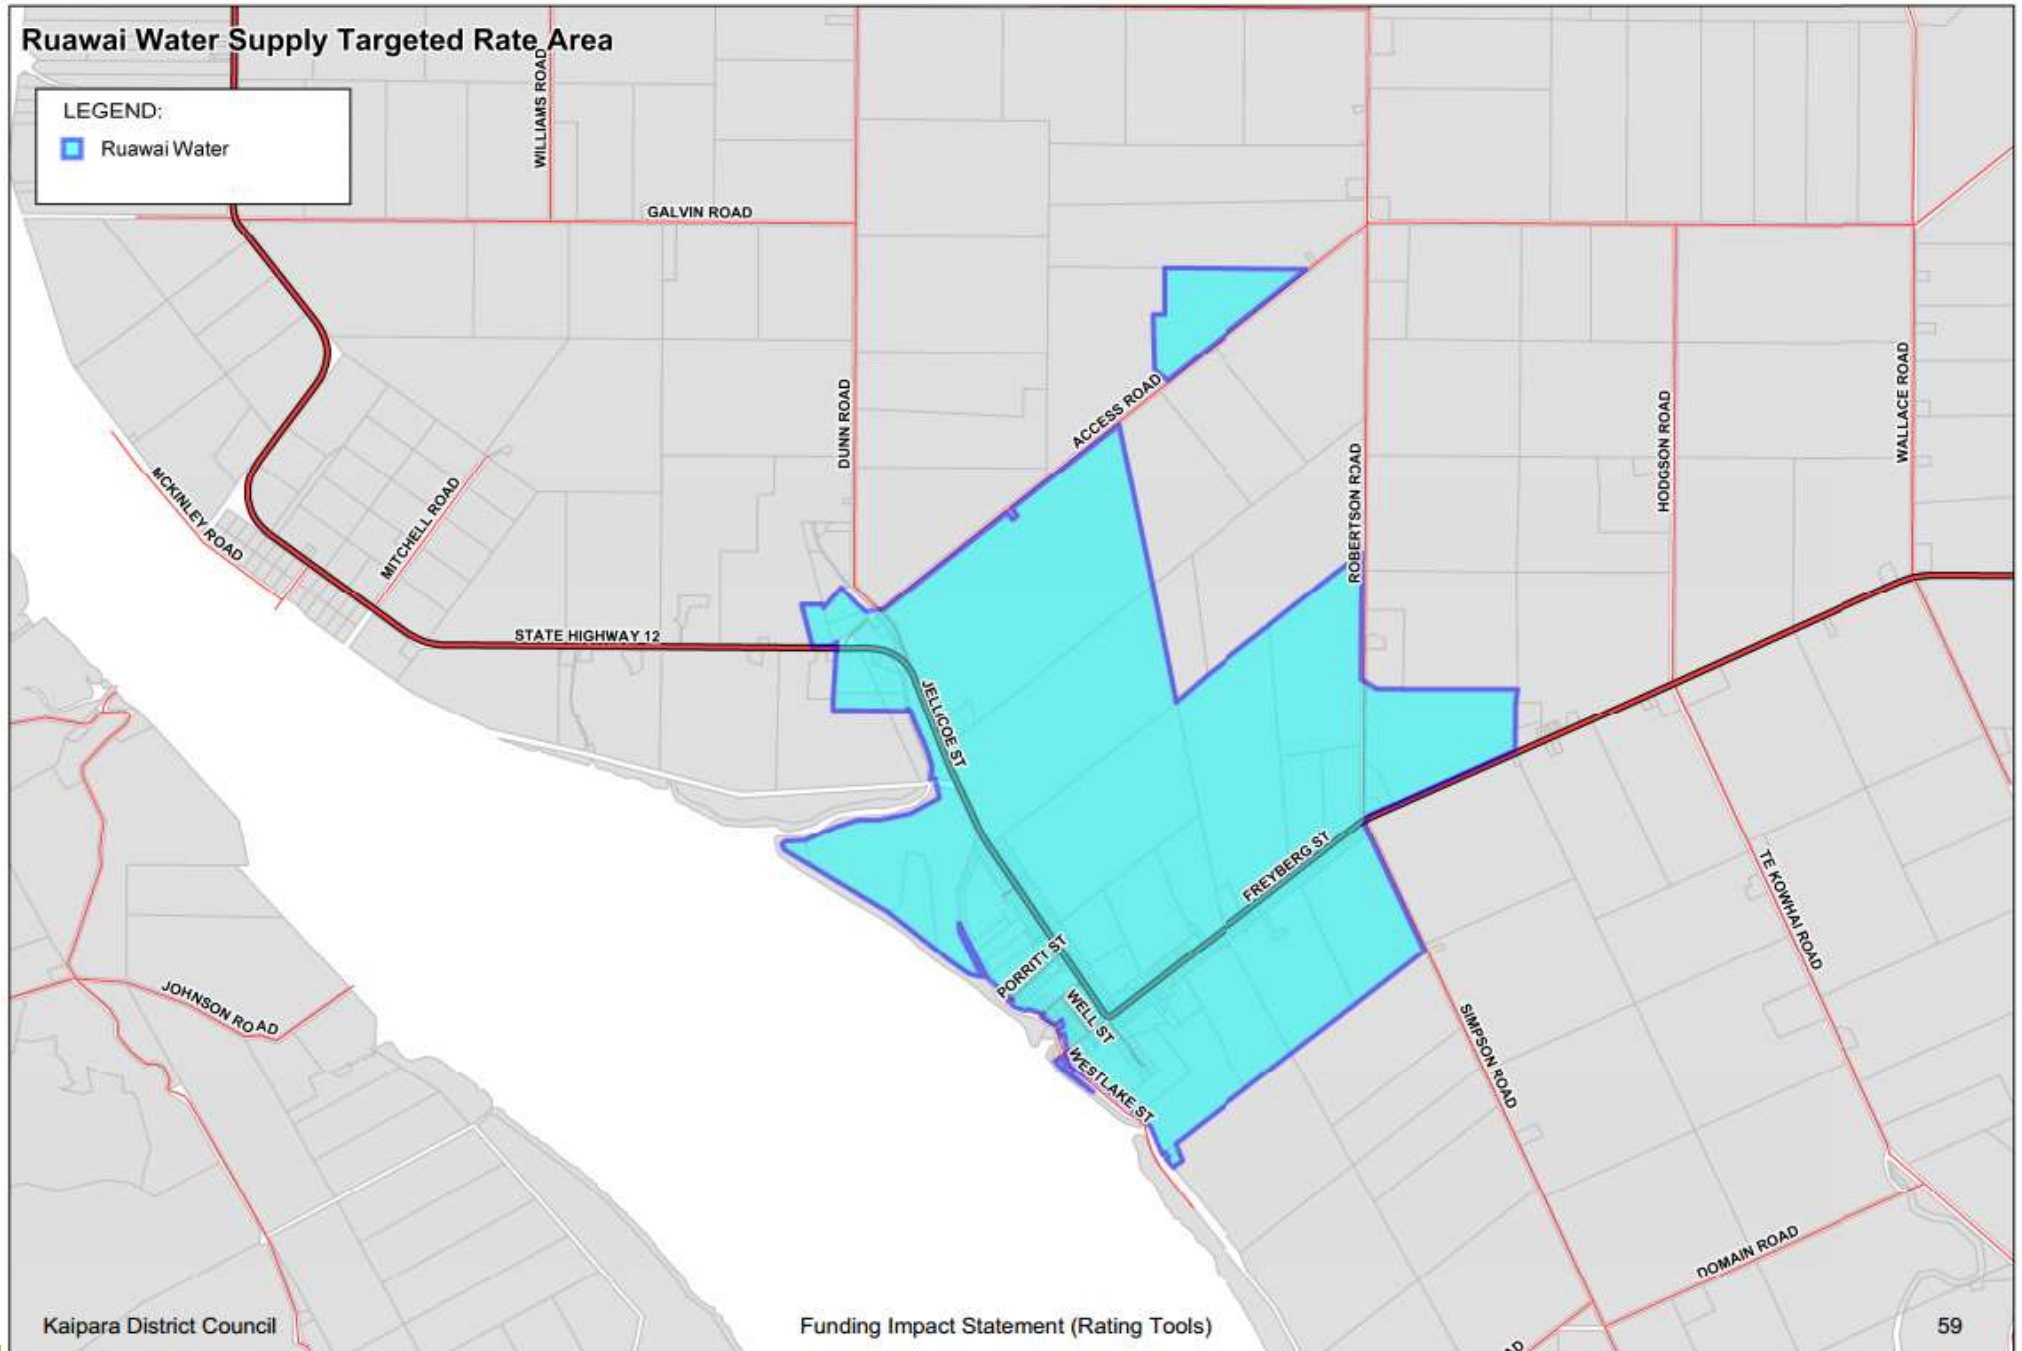 Ruawai Water Supply Targeted Rate Area
LEGEND:
Ruawai Water
WILLIAMS ROAD
GALVIN ROAD
DUNN ROAD
ACCESS ROAD
ROBERTSON ROAD
HODGSON ROAD
WALLACE ROAD
MCKINLEY ROAD
MITCHELL ROAD
STATE HIGHWAY 12
JELLICOE ST
FREYBERG ST
PORRITT ST
WELL ST
WESTLAKE ST
TE KOWHAI ROAD
JOHNSON ROAD
SIMPSON ROAD
DOMAIN ROAD
Kaipara District Council
Funding Impact Statement (Rating Tools)
59